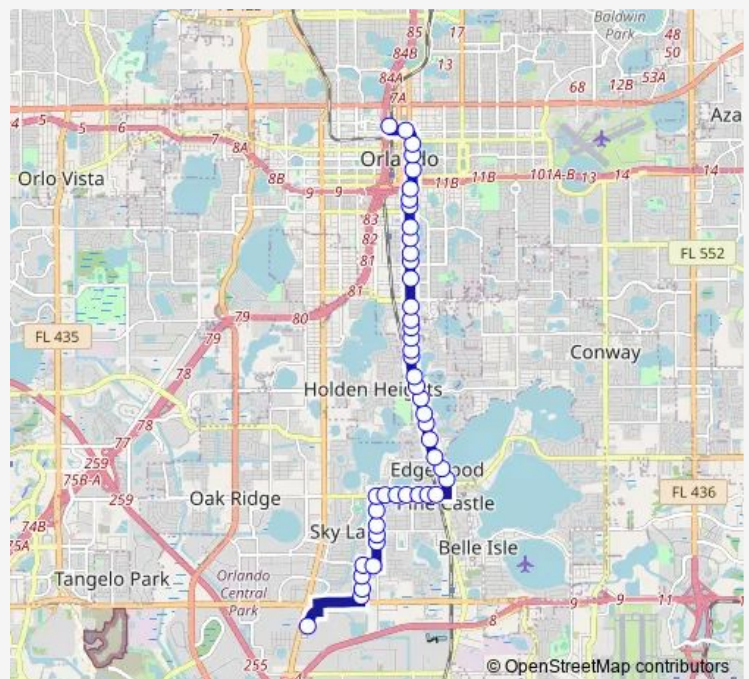 Baldwin
Park
85
17
48
50
84B
13
84A
68
12B
53A
7A
4
5
5
6
7
8A
Aza
Orlando
Orlo Vista
8B
9
9
11B
11B
101A-B
13
14
14
83
82
81
81
FL 552
79
80
79
FL 435
Conway
78
Holden Heights
78
77
259
75B-A
259
Edgewood
FL 436
Oak Ridge
Pine Castle
74B
75A
Sky La
Belle Isle
Tangelo Park
Orlando
Central
Park
9
9
11
8
255
4
© OpenStreetMap contributors